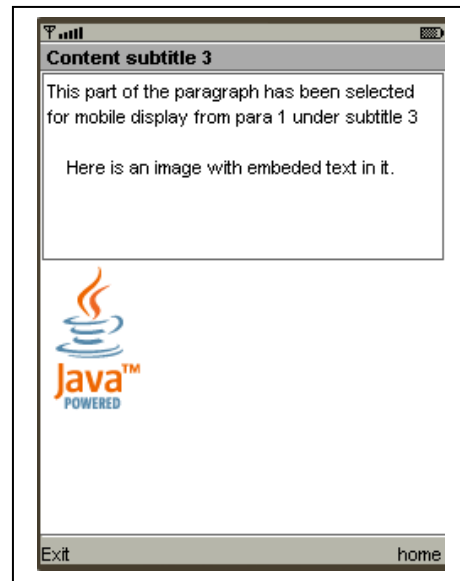 Content subtitle 3
This part of the paragraph has been selected
for mobile display from para 1 under subtitle 3
Here is an image with embeded text in it.
Java™
POWERED
Exit home